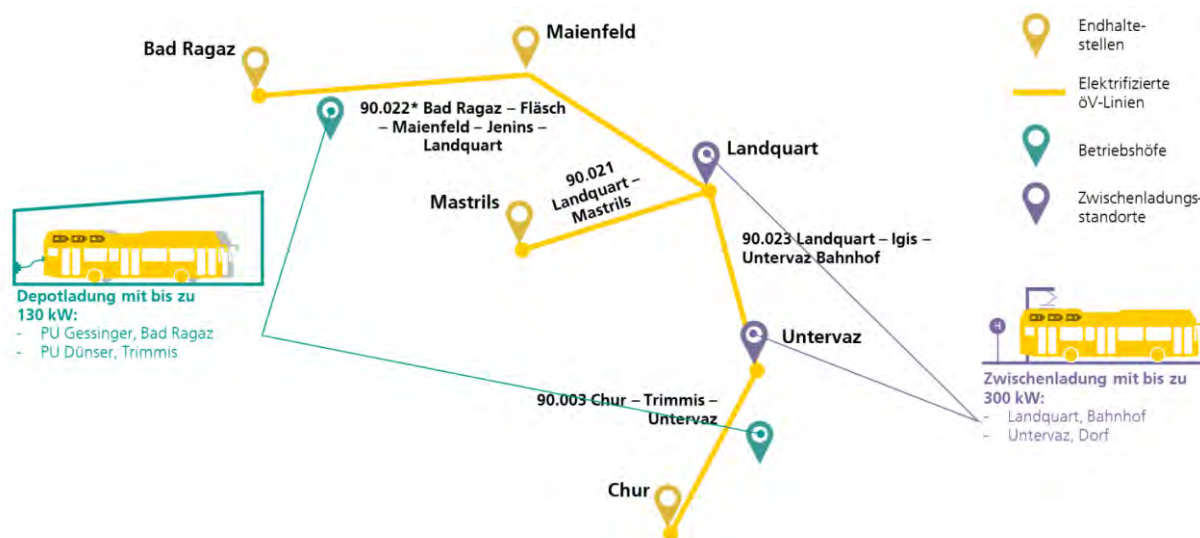 Bad Ragaz
Maienfeld
90.022* Bad Ragaz – Fläsch
– Maienfeld – Jenins –
Landquart
Landquart
90.021
Landquart –
Mastrils
Mastrils
90.023 Landquart – Igis –
Untervaz Bahnhof
Untervaz
90.003 Chur – Trimmis –
Untervaz
Chur
Depotladung mit bis zu
130 kW:
- PU Gessinger, Bad Ragaz
- PU Dünser, Trimmis
Endhalte-
stellen
Elektrifizierte
öV-Linien
Betriebshöfe
Zwischenladungs-
standorte
H
Zwischenladung mit bis zu
300 kW:
- Landquart, Bahnhof
- Untervaz, Dorf